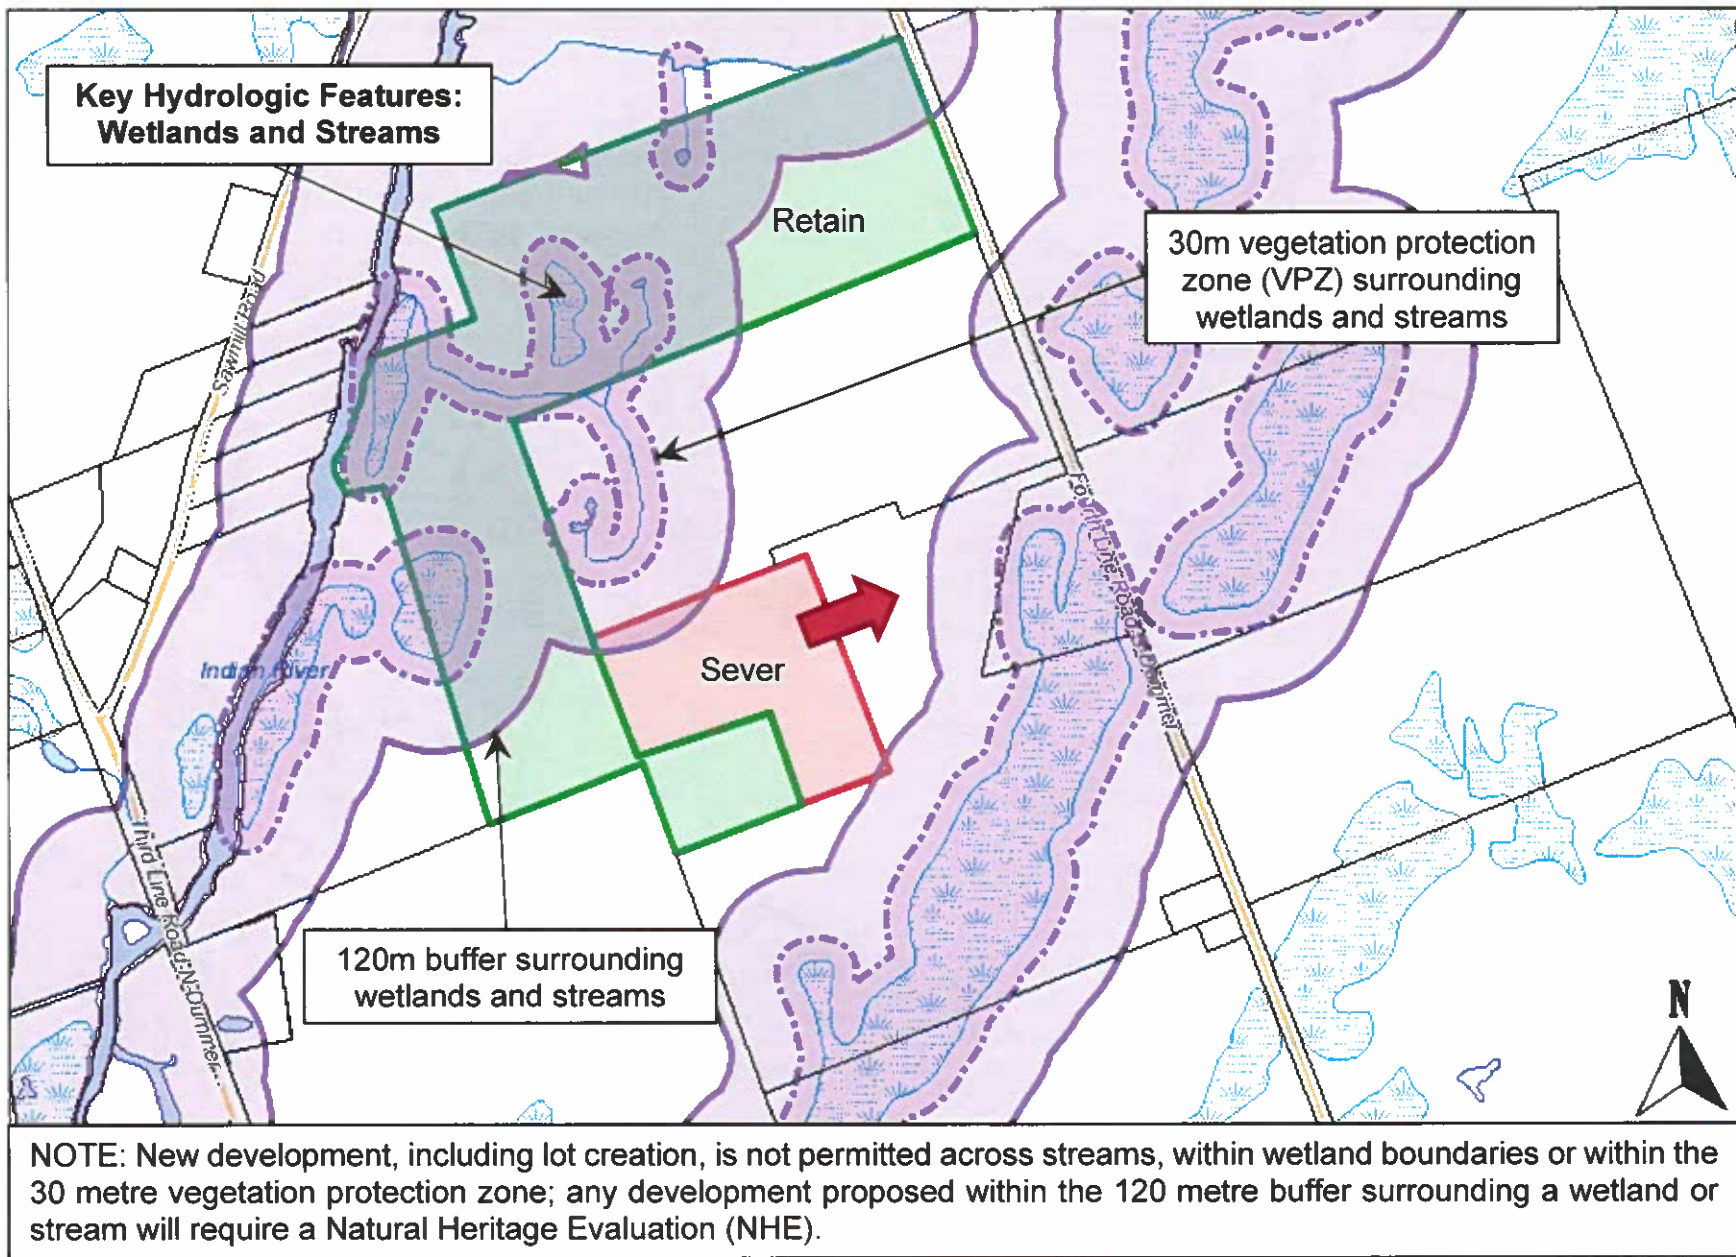 Key Hydrologic Features:
Wetlands and Streams
Retain
30m vegetation protection
zone (VPZ) surrounding
wetlands and streams
Sawmill Road
Fourth Line Road S Dummer
Sever
Indian River
Third Line Road N Dummer
120m buffer surrounding
wetlands and streams
N
NOTE: New development, including lot creation, is not permitted across streams, within wetland boundaries or within the
30 metre vegetation protection zone; any development proposed within the 120 metre buffer surrounding a wetland or
stream will require a Natural Heritage Evaluation (NHE).